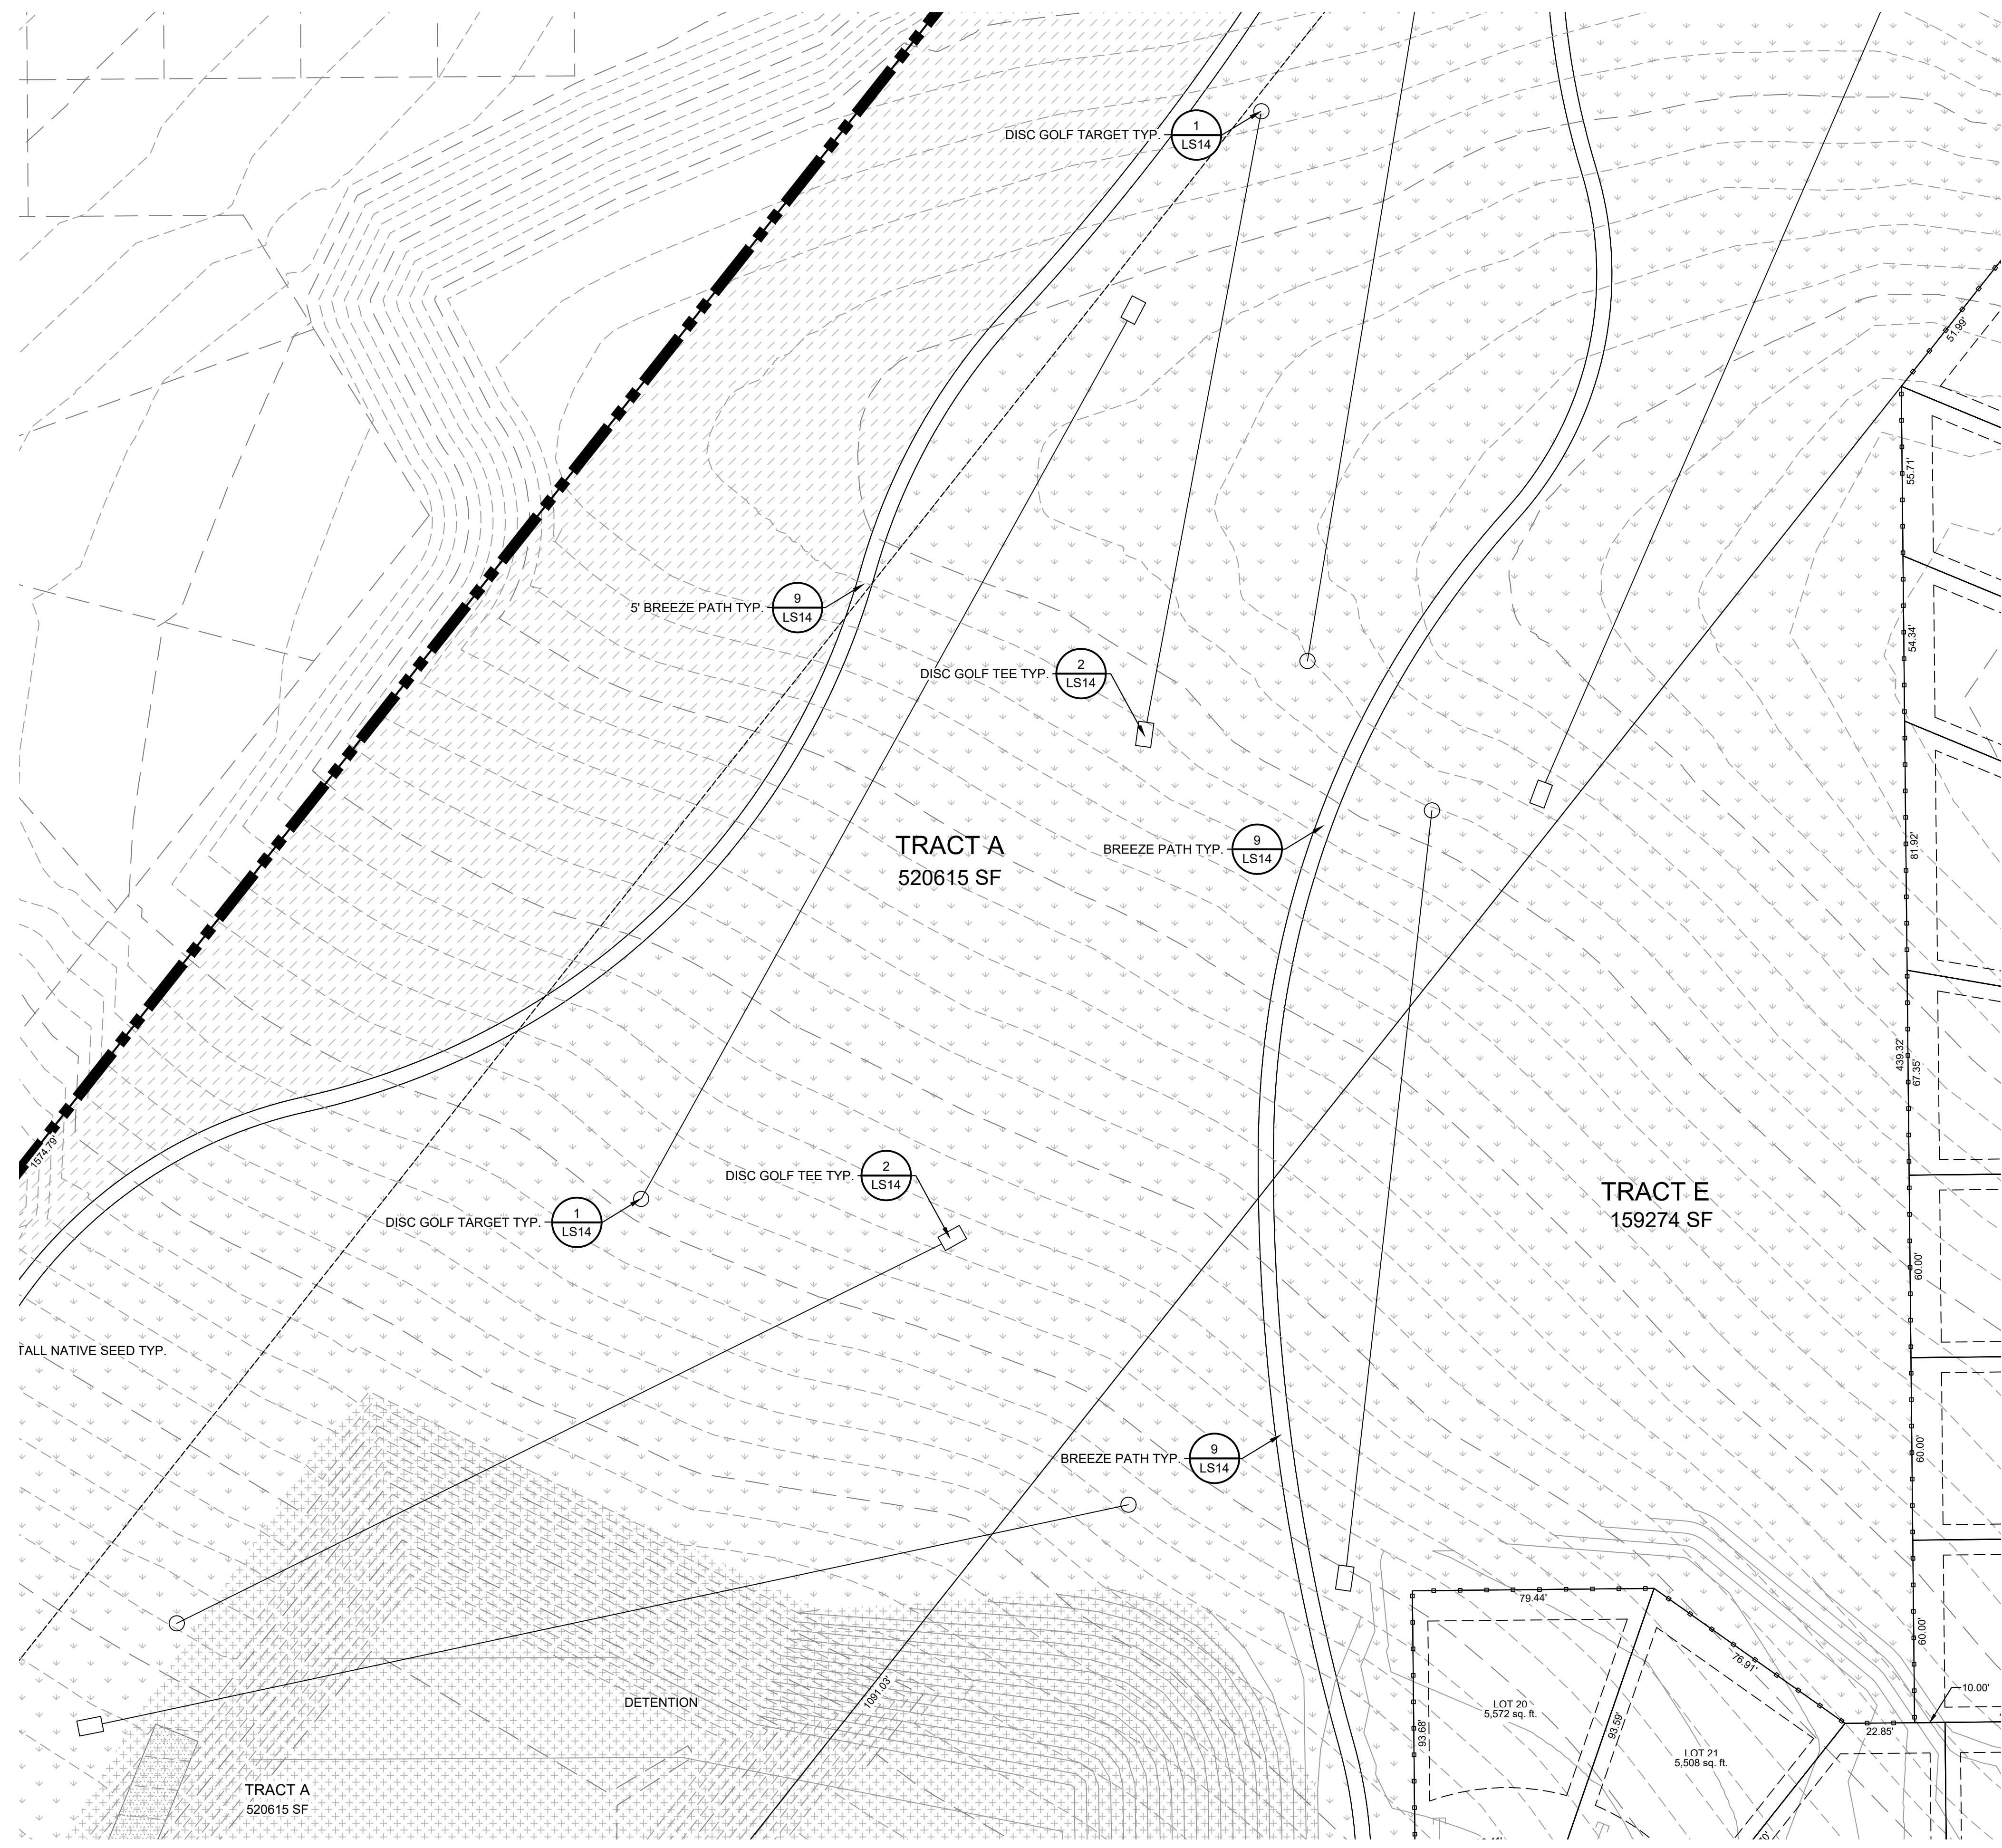 DISC GOLF TARGET TYP.
1
LS14
51.99'
55.71'
5' BREEZE PATH TYP.
9
LS14
54.34'
DISC GOLF TEE TYP.
2
LS14
TRACT A
520615 SF
BREEZE PATH TYP.
9
LS14
81.92'
439.32'
67.35'
1574.79'
DISC GOLF TEE TYP.
2
LS14
TRACT E
159274 SF
DISC GOLF TARGET TYP.
1
LS14
60.00'
TALL NATIVE SEED TYP.
BREEZE PATH TYP.
9
LS14
60.00'
79.44'
60.00'
76.91'
10.00'
1091.03'
DETENTION
LOT 20
5,572 sq. ft.
93.68'
93.59'
22.85'
LOT 21
5,508 sq. ft.
TRACT A
520615 SF